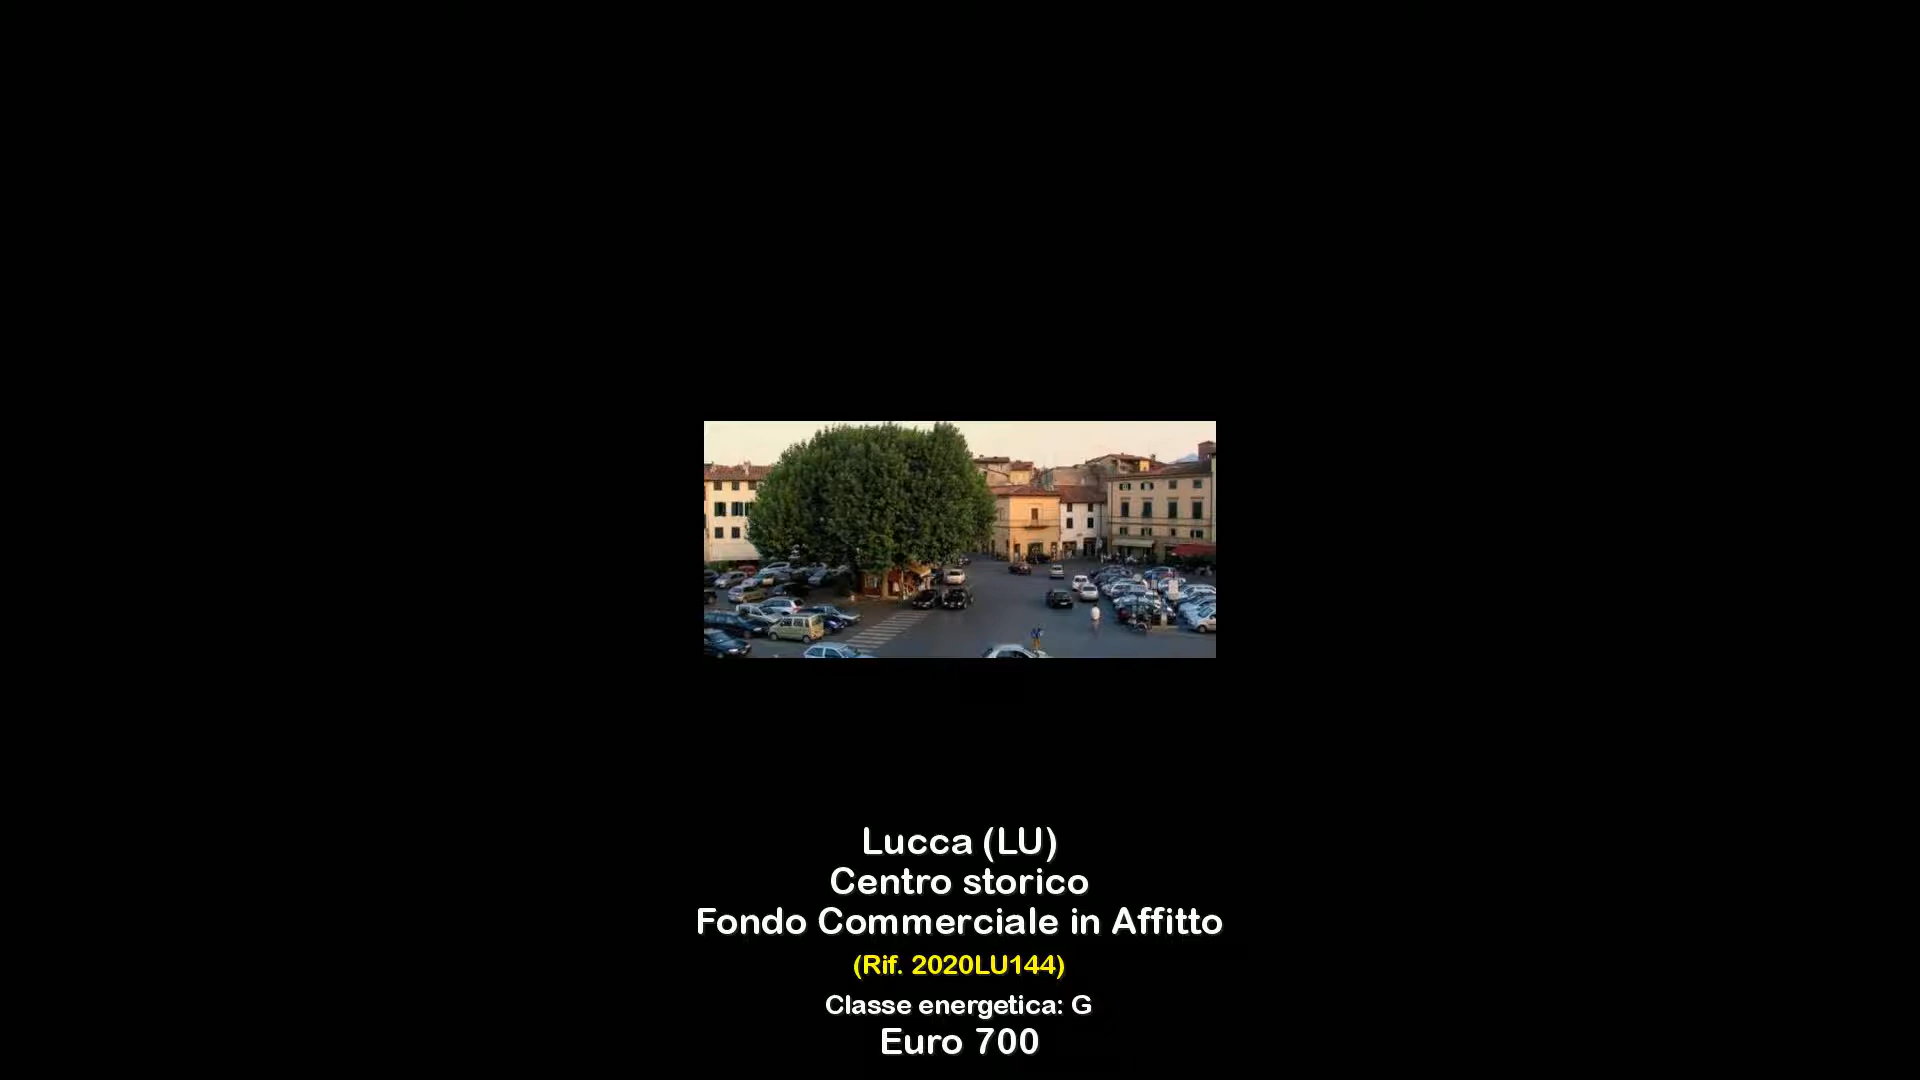 Lucca (LU)
Centro storico
Fondo Commerciale in Affitto
(Rif. 2020LU144)
Classe energetica: G
Euro 700